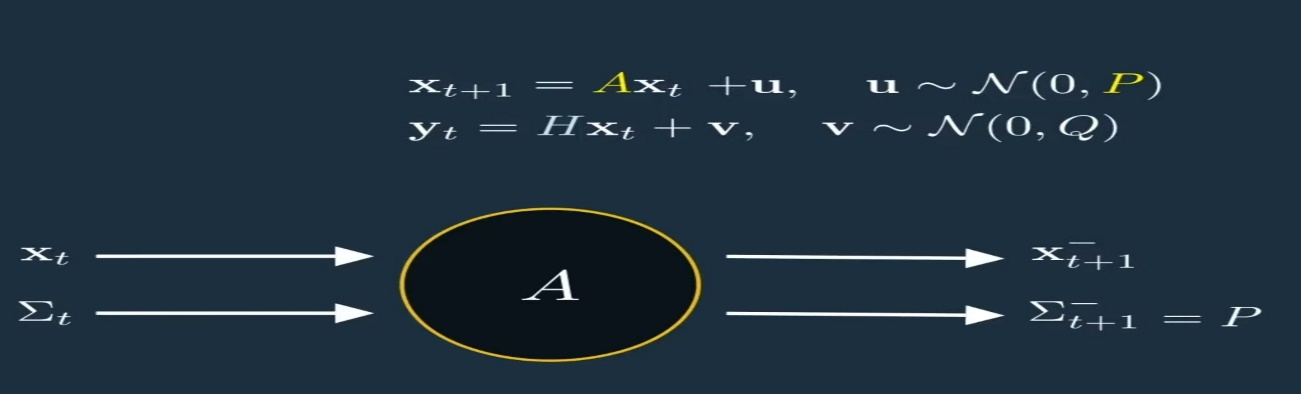 x_{t+1} = Ax_t + u, u ∼ 𝒩(0, P)
y_t = Hx_t + v, v ∼ 𝒩(0, Q)
x_t A x^-_{t+1}
Σ_t Σ^-_{t+1} = P